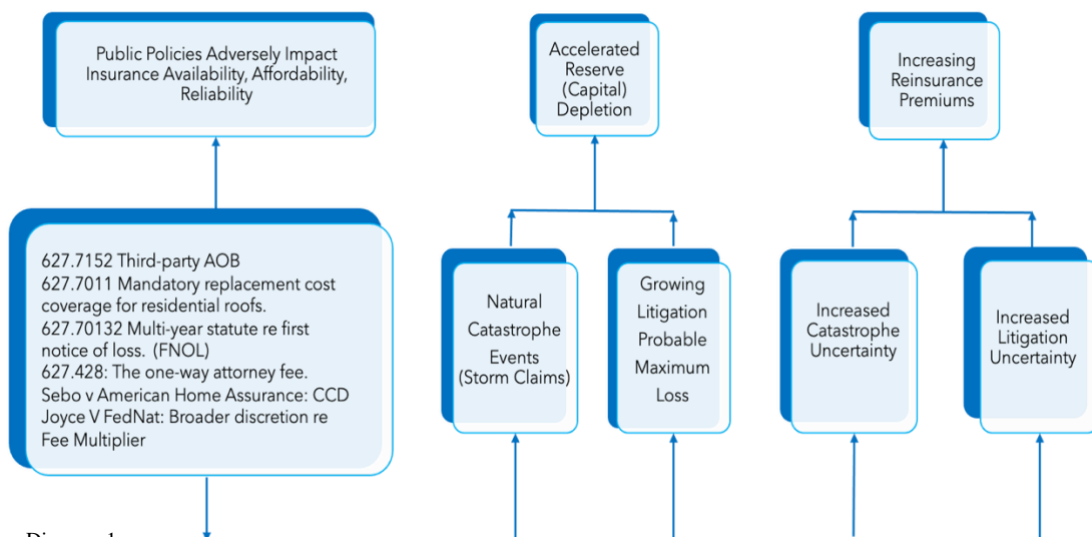 Public Policies Adversely Impact
Insurance Availability, Affordability,
Reliability
Accelerated
Reserve
(Capital)
Depletion
Increasing
Reinsurance
Premiums
627.7152 Third-party AOB
627.7011 Mandatory replacement cost
coverage for residential roofs.
627.70132 Multi-year statute re first
notice of loss. (FNOL)
627.428: The one-way attorney fee.
Sebo v American Home Assurance: CCD
Joyce V FedNat: Broader discretion re
Fee Multiplier
Natural
Catastrophe
Events
(Storm Claims)
Growing
Litigation
Probable
Maximum
Loss
Increased
Catastrophe
Uncertainty
Increased
Litigation
Uncertainty